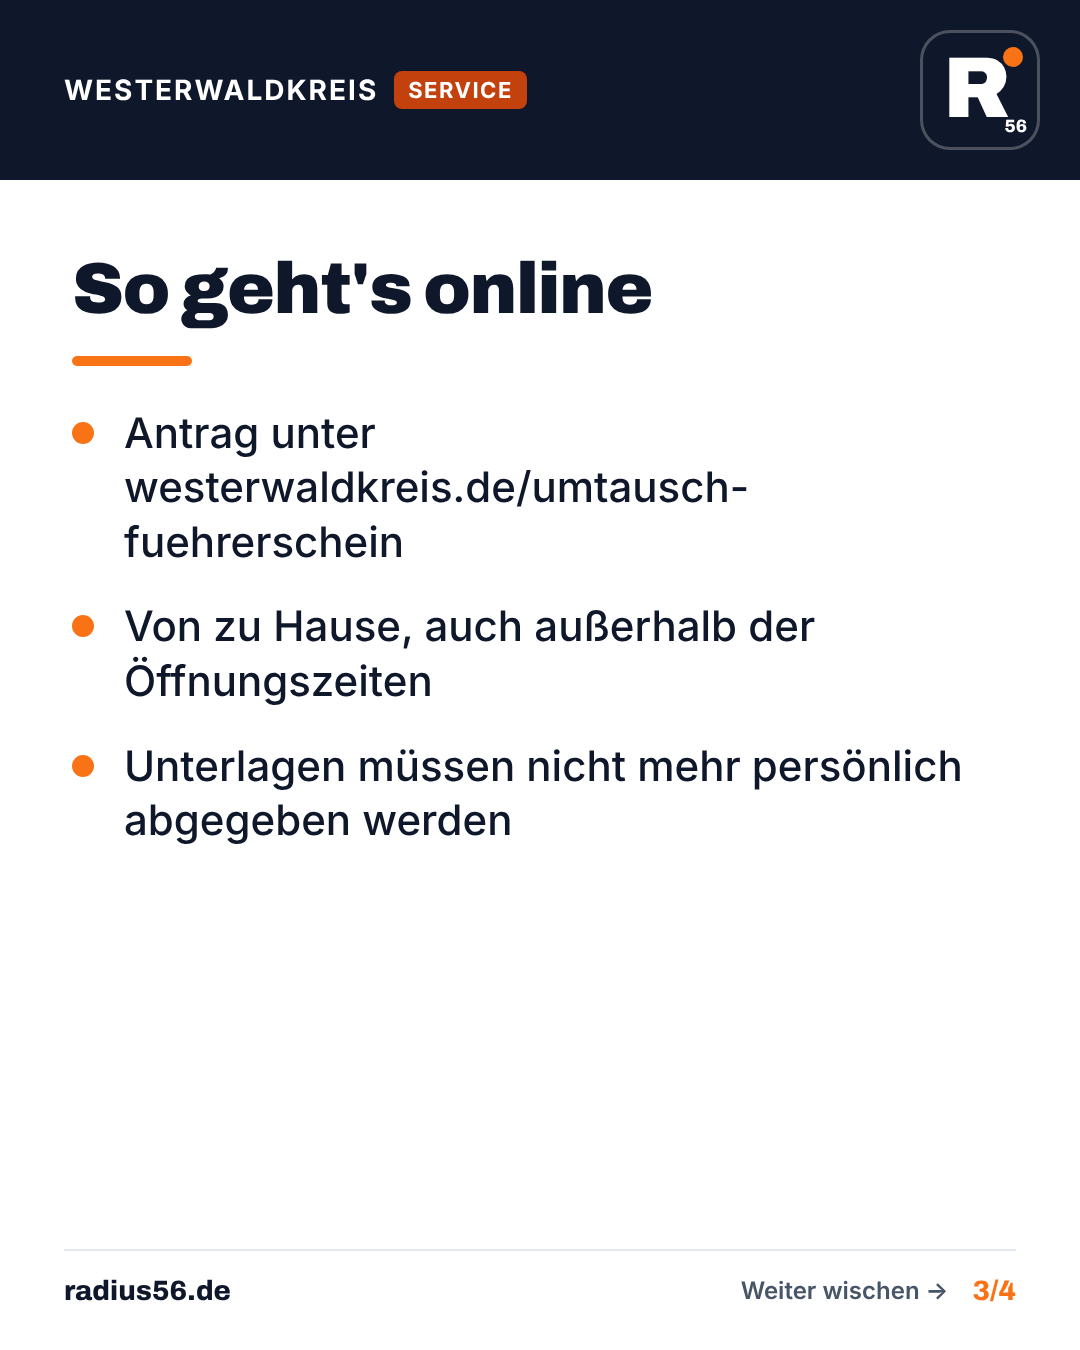 WESTERWALDKREIS SERVICE
R
56
So geht's online
Antrag unter
westerwaldkreis.de/umtausch-
fuehrerschein
Von zu Hause, auch außerhalb der
Öffnungszeiten
Unterlagen müssen nicht mehr persönlich
abgegeben werden
radius56.de
Weiter wischen → 3/4